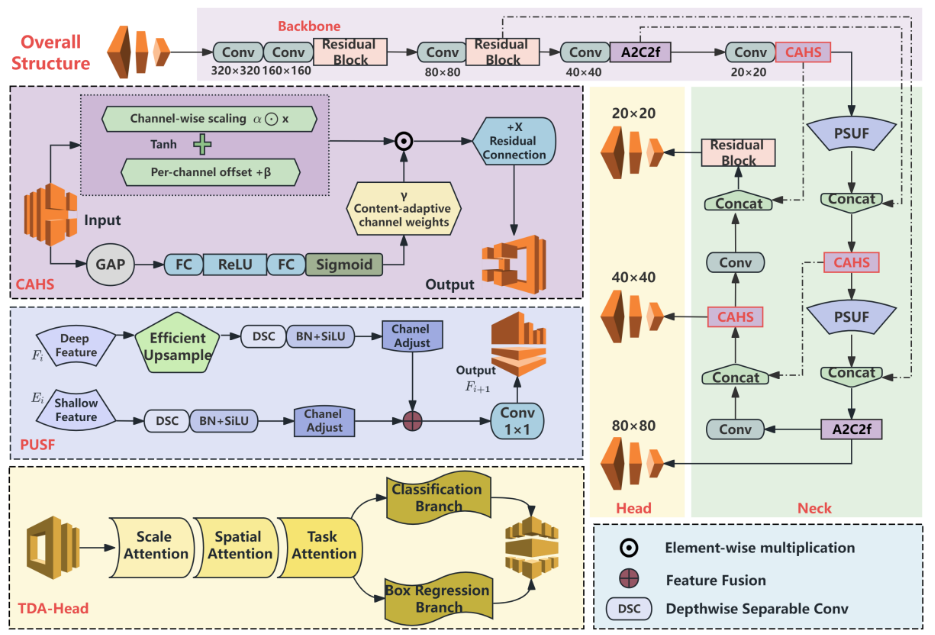 Overall
Structure
Backbone
Conv
Conv
Residual
Block
Conv
Residual
Block
Conv
A2C2f
Conv
CAHS
320×320
160×160
80×80
40×40
20×20
Channel-wise scaling α ⊙ x
Tanh
Per-channel offset +β
+X
Residual
Connection
γ
Content-adaptive
channel weights
Input
GAP
FC
ReLU
FC
Sigmoid
Output
CAHS
Deep
Feature
F_i
Efficient
Upsample
DSC
BN+SiLU
Chanel
Adjust
Output
F_{i+1}
E_i
Shallow
Feature
DSC
BN+SiLU
Chanel
Adjust
Conv
1×1
PUSF
Scale
Attention
Spatial
Attention
Task
Attention
Classification
Branch
Box Regression
Branch
TDA-Head
20×20
40×40
80×80
Head
Residual
Block
Concat
Conv
CAHS
Concat
Conv
PSUF
Concat
CAHS
PSUF
Concat
A2C2f
Neck
Element-wise multiplication
Feature Fusion
DSC
Depthwise Separable Conv